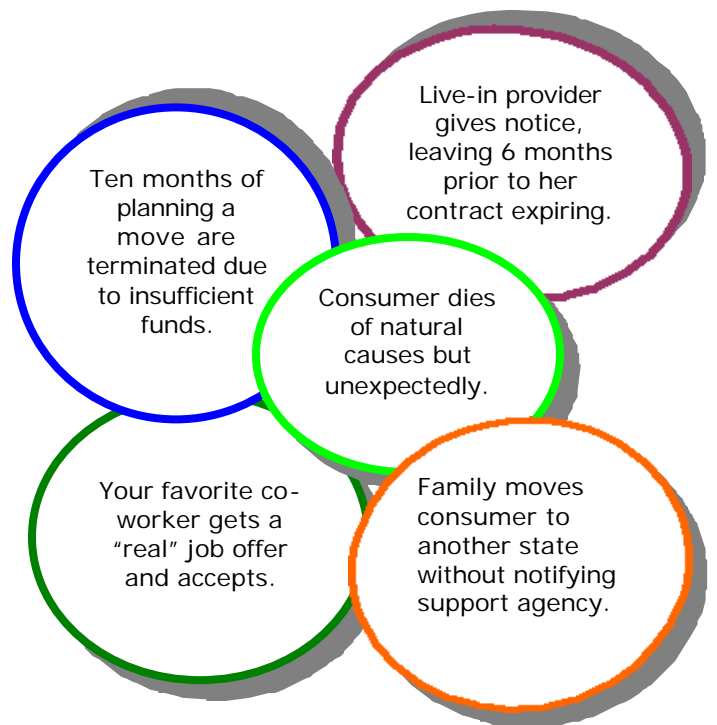 Live-in provider
gives notice,
leaving 6 months
prior to her
contract expiring.
Ten months of
planning a
move are
terminated due
to insufficient
funds.
Consumer dies
of natural
causes but
unexpectedly.
Your favorite co-
worker gets a
“real” job offer
and accepts.
Family moves
consumer to
another state
without notifying
support agency.